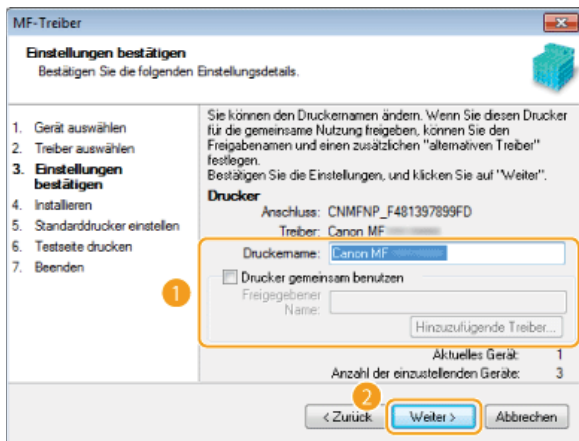 MF-Treiber
Einstellungen bestätigen
Bestätigen Sie die folgenden Einstellungsdetails.
1. Gerät auswählen
2. Treiber auswählen
3. Einstellungen
bestätigen
4. Installieren
5. Standarddrucker einstellen
6. Testseite drucken
7. Beenden
Sie können den Druckernamen ändern. Wenn Sie diesen Drucker
für die gemeinsame Nutzung freigeben, können Sie den
Freigabenamen und einen zusätzlichen "alternativen Treiber"
festlegen.
Bestätigen Sie die Einstellungen, und klicken Sie auf "Weiter".
Drucker
Anschluss: CNMFNP_F481397899FD
Treiber: Canon MF
Druckername: Canon MF
Drucker gemeinsam benutzen
Freigegebener
Name:
Hinzuzufügende Treiber...
1
Aktuelles Gerät: 1
Anzahl der einzustellenden Geräte: 3
2
< Zurück Weiter > Abbrechen